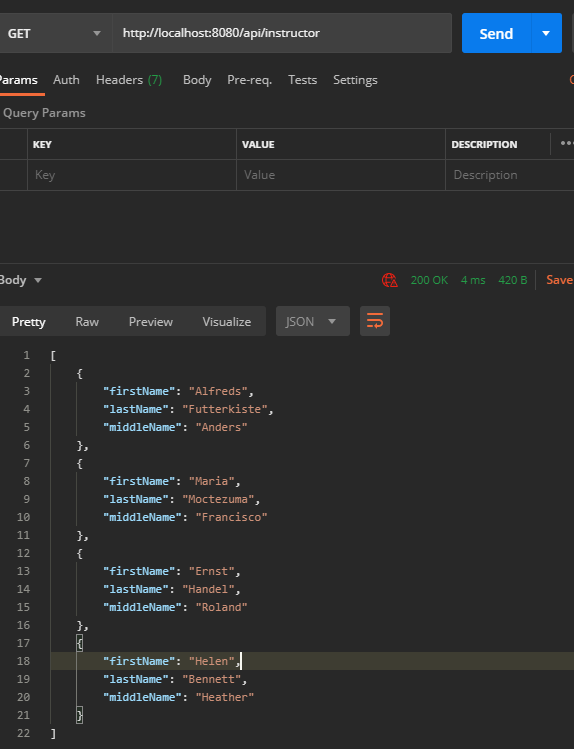 GET http://localhost:8080/api/instructor Send
Params Auth Headers (7) Body Pre-req. Tests Settings
Query Params
KEY VALUE DESCRIPTION •••
Key Value Description
Body 200 OK 4 ms 420 B Save
Pretty Raw Preview Visualize JSON
1 [
2 {
3 "firstName": "Alfreds",
4 "lastName": "Futterkiste",
5 "middleName": "Anders"
6 },
7 {
8 "firstName": "Maria",
9 "lastName": "Moctezuma",
10 "middleName": "Francisco"
11 },
12 {
13 "firstName": "Ernst",
14 "lastName": "Handel",
15 "middleName": "Roland"
16 },
17 {
18 "firstName": "Helen",
19 "lastName": "Bennett",
20 "middleName": "Heather"
21 }
22 ]